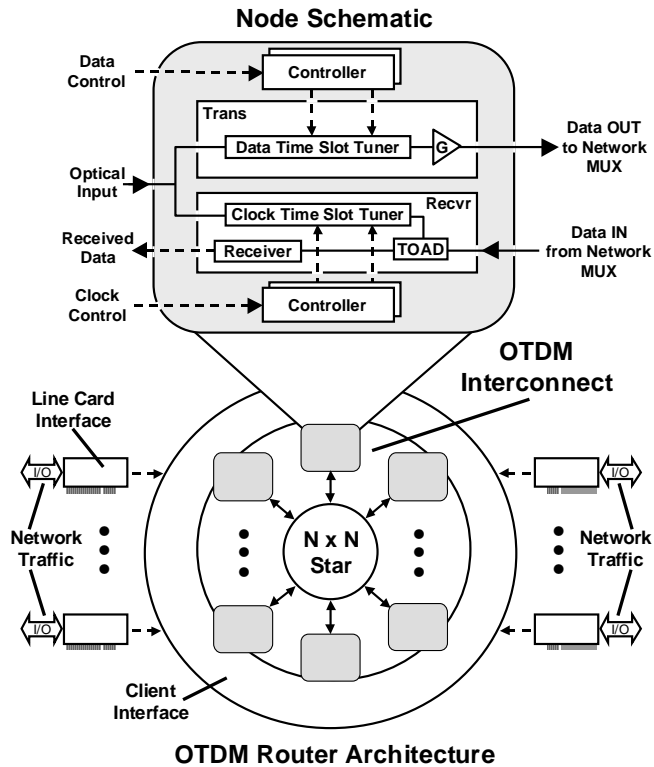 Node Schematic
Data
Control
Controller
Trans
Data Time Slot Tuner
G
Data OUT
to Network
MUX
Optical
Input
Recvr
Clock Time Slot Tuner
Received
Data
Receiver
TOAD
Data IN
from Network
MUX
Clock
Control
Controller
OTDM
Interconnect
Line Card
Interface
I/O
I/O
Network
Traffic
N x N
Star
Network
Traffic
I/O
I/O
Client
Interface
OTDM Router Architecture